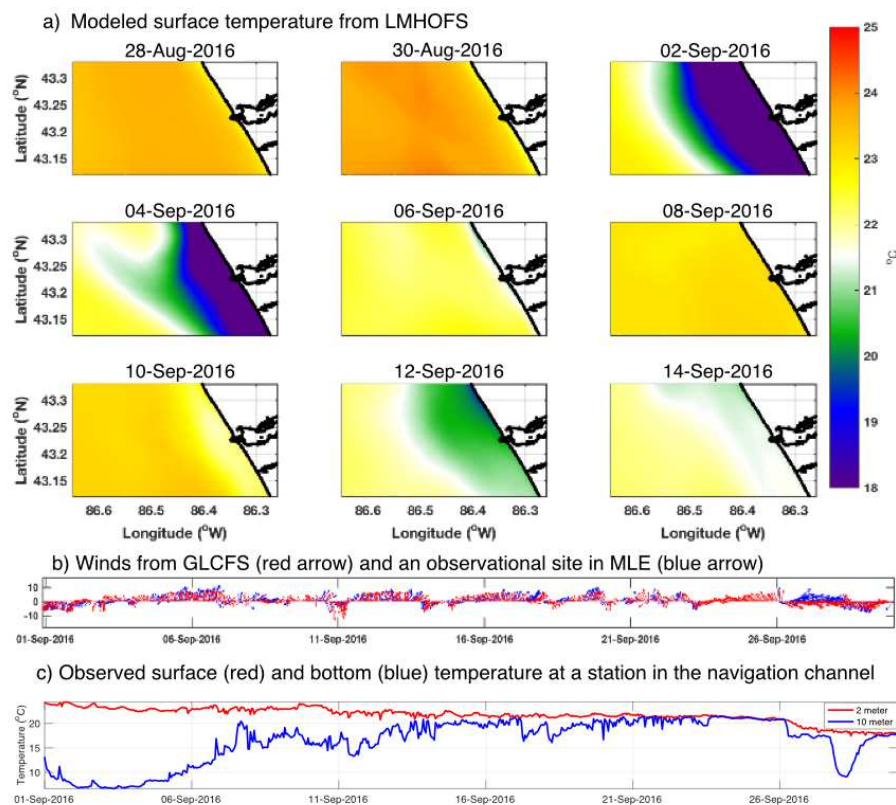 a) Modeled surface temperature from LMHOFS
28-Aug-2016 30-Aug-2016 02-Sep-2016
25
24
23
22
21
20
19
18
°C
Latitude (°N)
43.3
43.25
43.2
43.15
04-Sep-2016 06-Sep-2016 08-Sep-2016
Latitude (°N)
43.3
43.25
43.2
43.15
10-Sep-2016 12-Sep-2016 14-Sep-2016
Latitude (°N)
43.3
43.25
43.2
43.15
86.6 86.5 86.4 86.3 86.6 86.5 86.4 86.3 86.6 86.5 86.4 86.3
Longitude (°W) Longitude (°W) Longitude (°W)
b) Winds from GLCFS (red arrow) and an observational site in MLE (blue arrow)
10
0
-10
01-Sep-2016 06-Sep-2016 11-Sep-2016 16-Sep-2016 21-Sep-2016 26-Sep-2016
c) Observed surface (red) and bottom (blue) temperature at a station in the navigation channel
Temperature (°C)
20
15
10
2 meter
10 meter
01-Sep-2016 06-Sep-2016 11-Sep-2016 16-Sep-2016 21-Sep-2016 26-Sep-2016